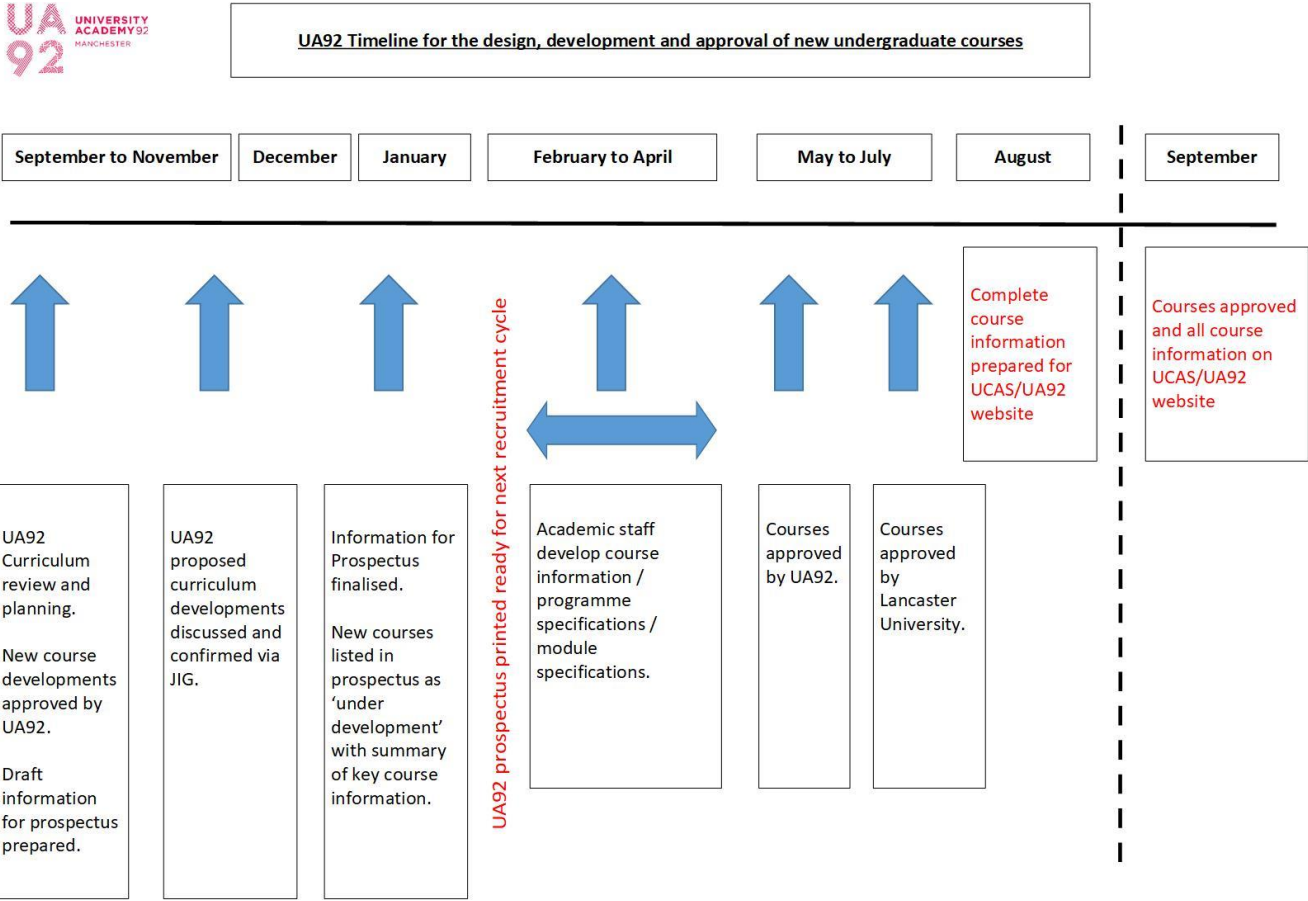 UA UNIVERSITY
92 ACADEMY92
MANCHESTER
UA92 Timeline for the design, development and approval of new undergraduate courses
September to November
December
January
February to April
May to July
August
September
Complete
course
information
prepared for
UCAS/UA92
website
Courses approved
and all course
information on
UCAS/UA92
website
UA92
Curriculum
review and
planning.
New course
developments
approved by
UA92.
Draft
information
for prospectus
prepared.
UA92
proposed
curriculum
developments
discussed and
confirmed via
JIG.
Information for
Prospectus
finalised.
New courses
listed in
prospectus as
‘under
development’
with summary
of key course
information.
UA92 prospectus printed ready for next recruitment cycle
Academic staff
develop course
information /
programme
specifications /
module
specifications.
Courses
approved
by UA92.
Courses
approved
by
Lancaster
University.